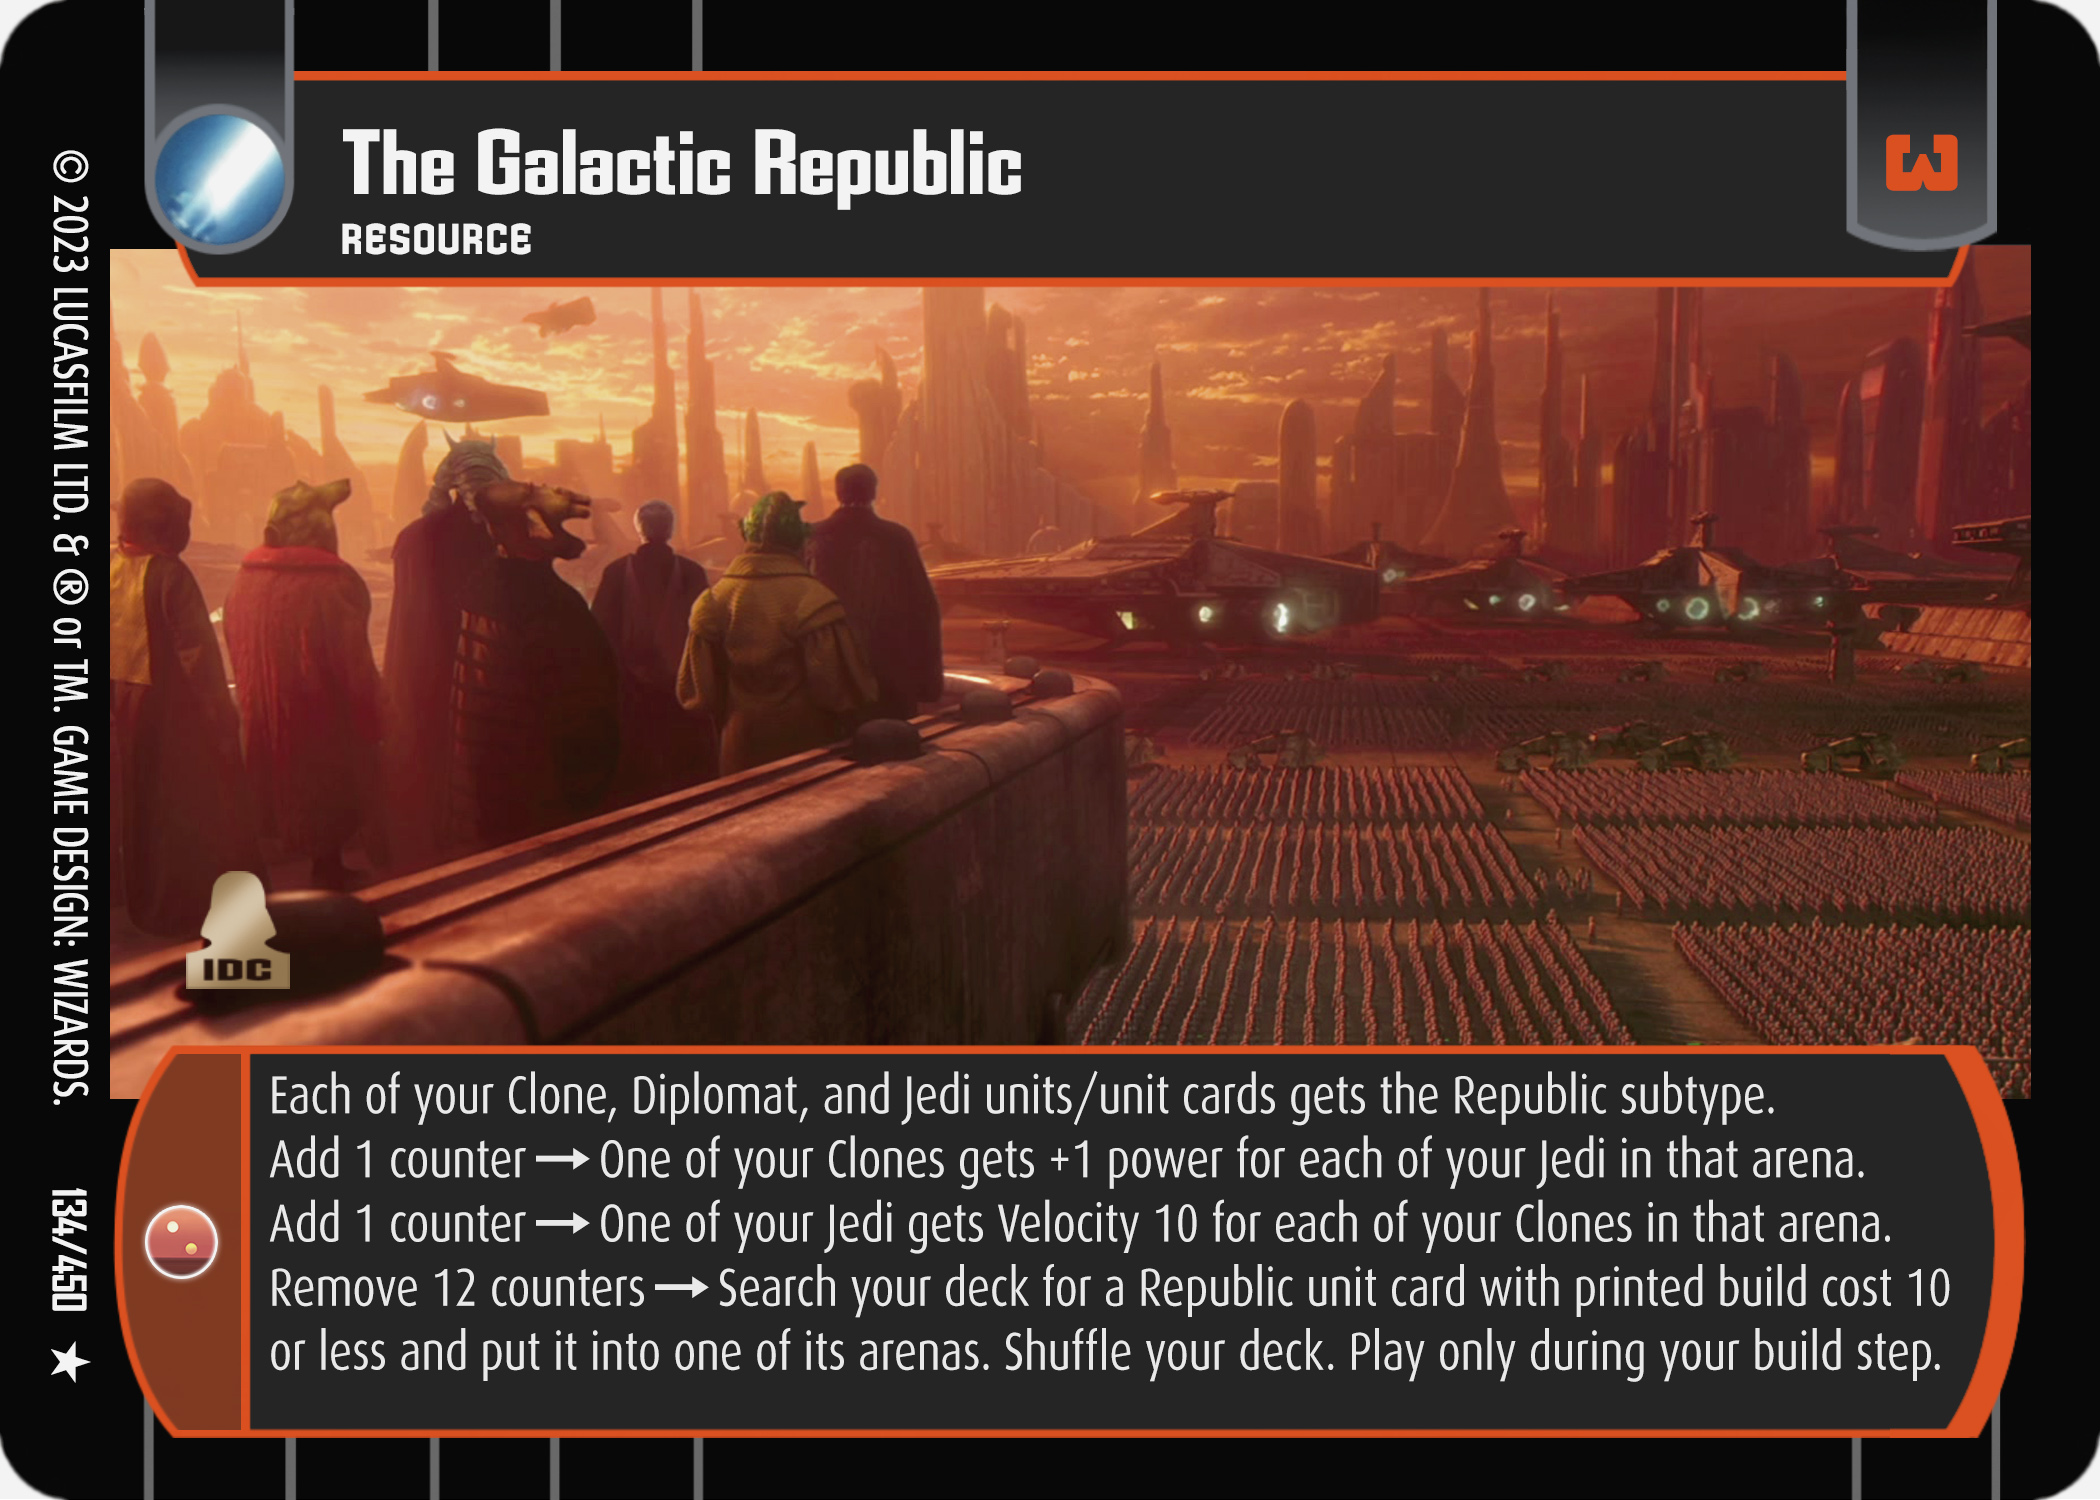 The Galactic Republic
RESOURCE
IDC
Each of your Clone, Diplomat, and Jedi units/unit cards gets the Republic subtype.
Add 1 counter → One of your Clones gets +1 power for each of your Jedi in that arena.
Add 1 counter → One of your Jedi gets Velocity 10 for each of your Clones in that arena.
Remove 12 counters → Search your deck for a Republic unit card with printed build cost 10
or less and put it into one of its arenas. Shuffle your deck. Play only during your build step.
© 2023 LUCASFILM LTD. & ® or TM. GAME DESIGN: WIZARDS. 134/450 ★